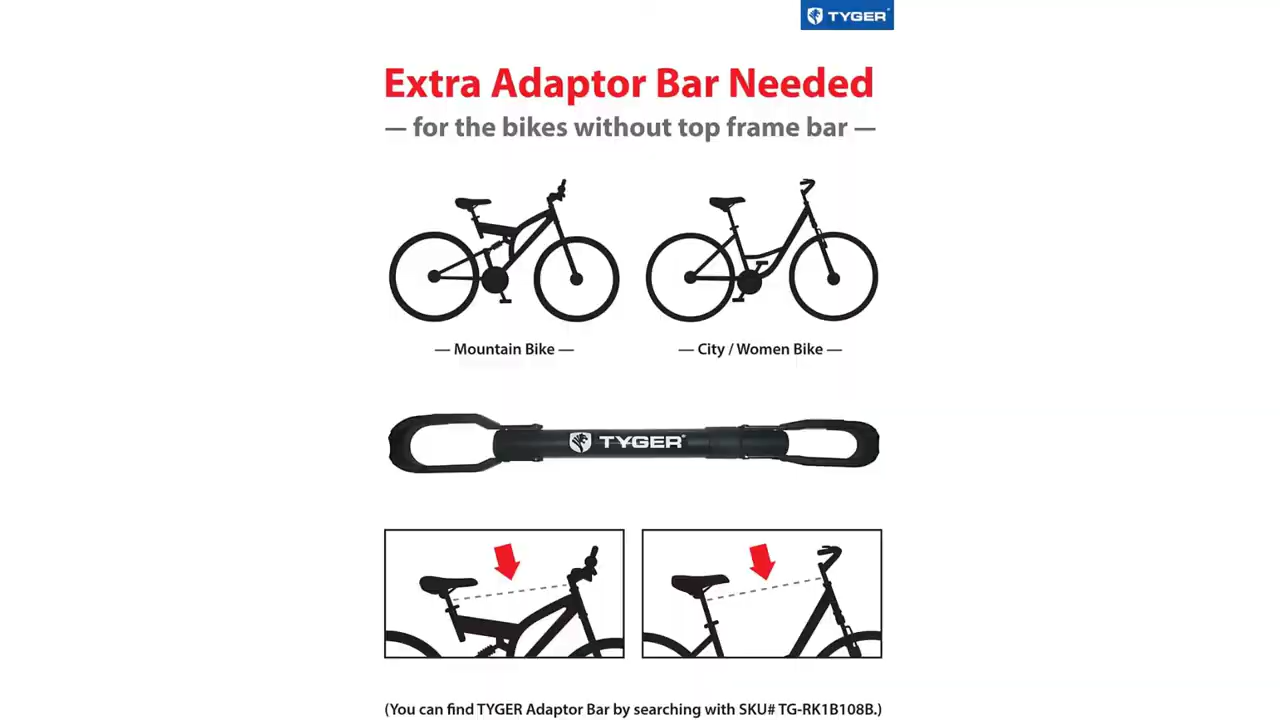 TYGER
Extra Adaptor Bar Needed
— for the bikes without top frame bar —
— Mountain Bike —
— City / Women Bike —
TYGER
(You can find TYGER Adaptor Bar by searching with SKU# TG-RK1B108B.)